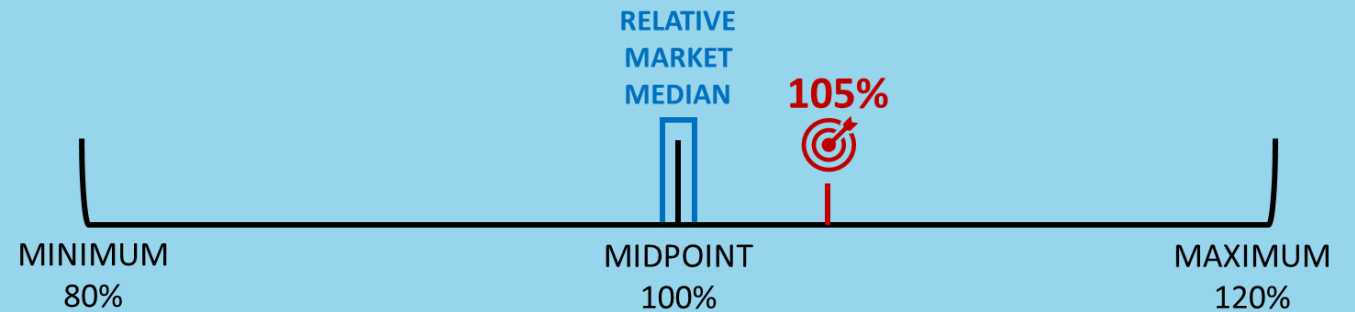 RELATIVE
MARKET
MEDIAN
105%
MINIMUM
80%
MIDPOINT
100%
MAXIMUM
120%